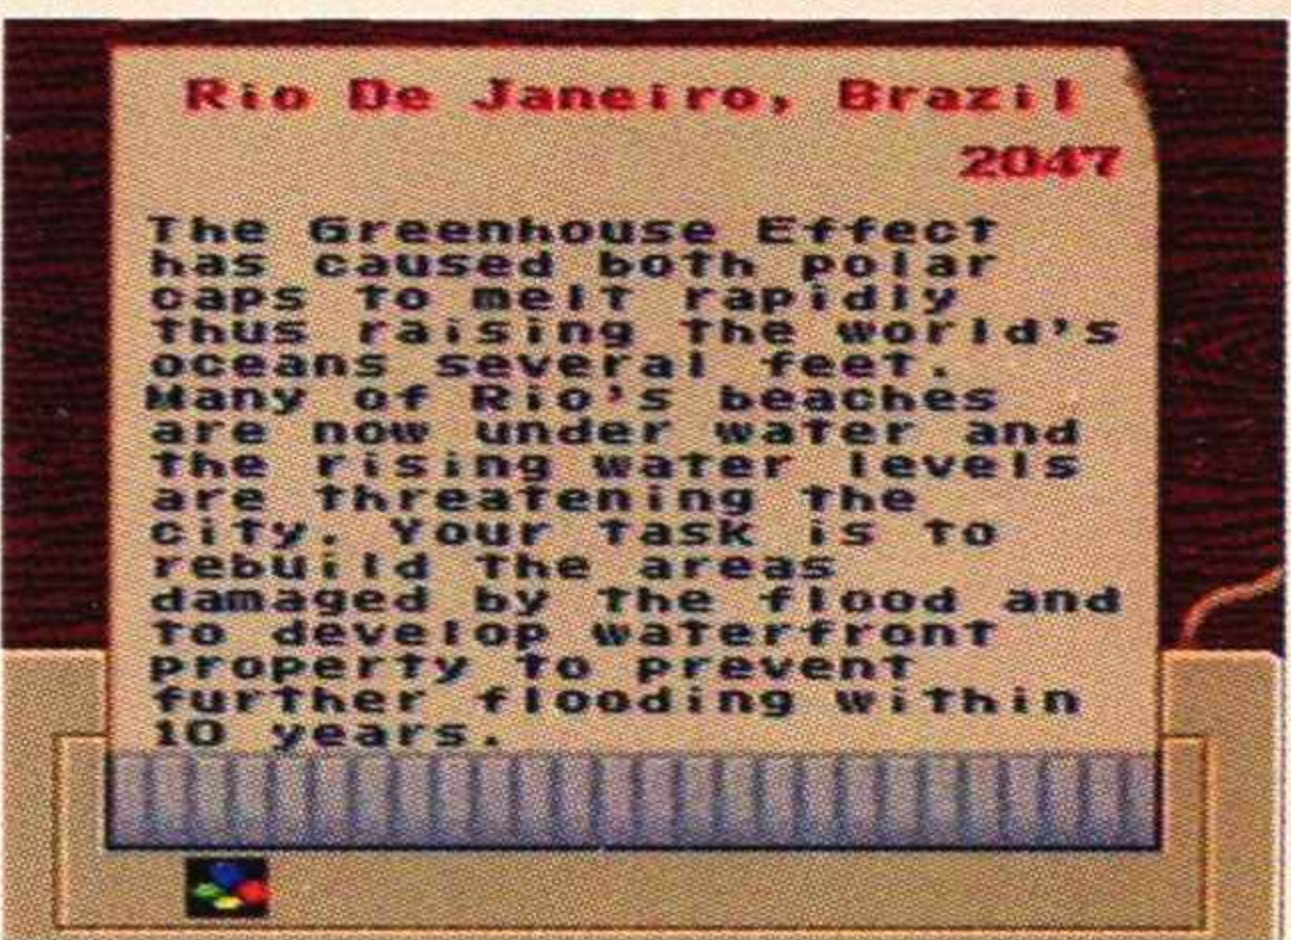 Rio De Janeiro, Brazil
2047
The Greenhouse Effect
has caused both polar
caps to melt rapidly
thus raising the world's
oceans several feet.
Many of Rio's beaches
are now under water and
the rising water levels
are threatening the
city. Your task is to
rebuild the areas
damaged by the flood and
to develop waterfront
property to prevent
further flooding within
10 years.